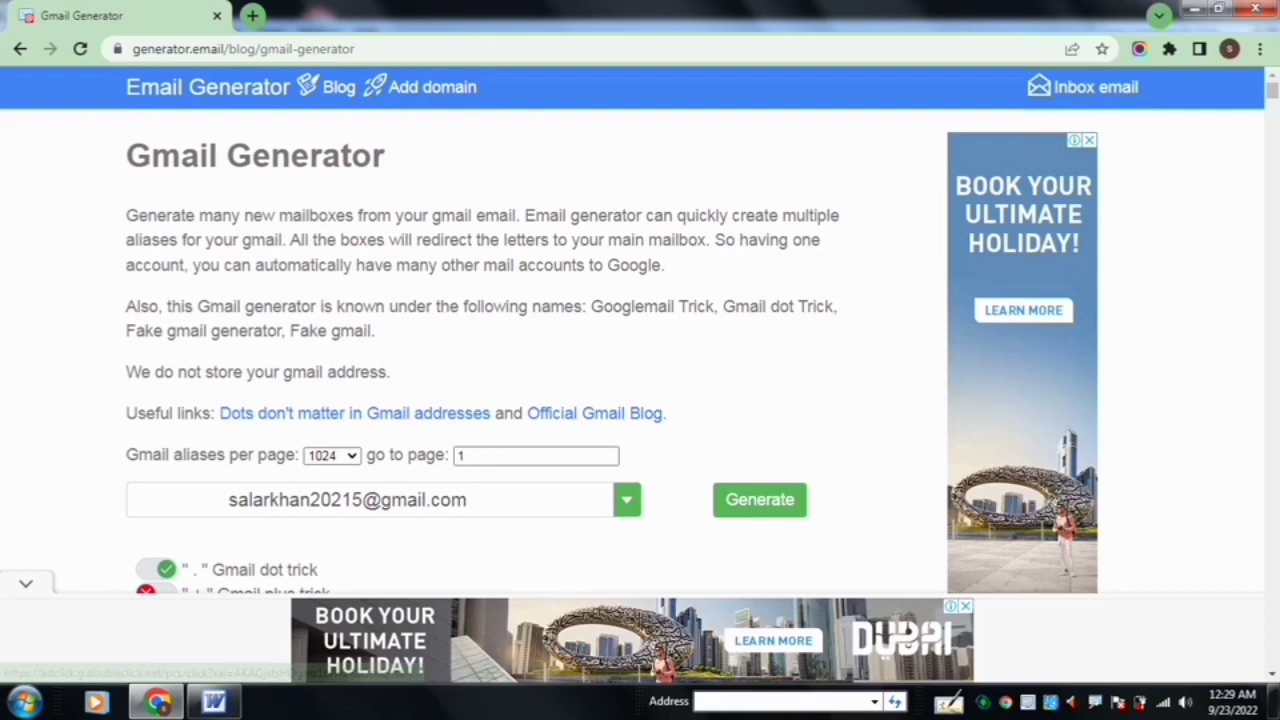 Gmail Generator
generator.email/blog/gmail-generator
S
Email Generator Blog Add domain
Inbox email
Gmail Generator
Generate many new mailboxes from your gmail email. Email generator can quickly create multiple
aliases for your gmail. All the boxes will redirect the letters to your main mailbox. So having one
account, you can automatically have many other mail accounts to Google.
Also, this Gmail generator is known under the following names: Googlemail Trick, Gmail dot Trick,
Fake gmail generator, Fake gmail.
We do not store your gmail address.
Useful links: Dots don't matter in Gmail addresses and Official Gmail Blog.
Gmail aliases per page: 1024 go to page: 1
salarkhan20215@gmail.com
Generate
" . " Gmail dot trick
" + " Gmail plus trick
BOOK YOUR
ULTIMATE
HOLIDAY!
LEARN MORE
BOOK YOUR
ULTIMATE
HOLIDAY!
LEARN MORE
DUBAI
Address
12:29 AM
9/23/2022